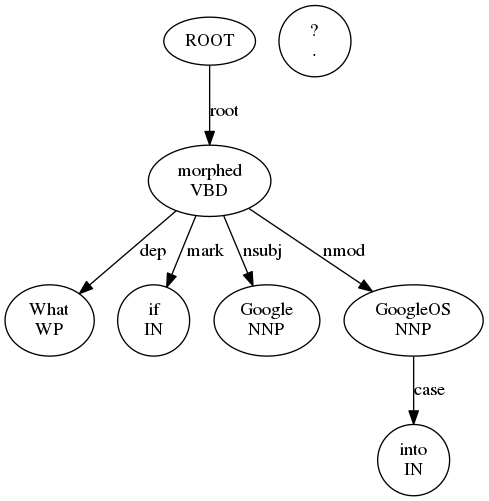 ROOT
?
.
root
morphed
VBD
dep
mark
nsubj
nmod
What
WP
if
IN
Google
NNP
GoogleOS
NNP
case
into
IN